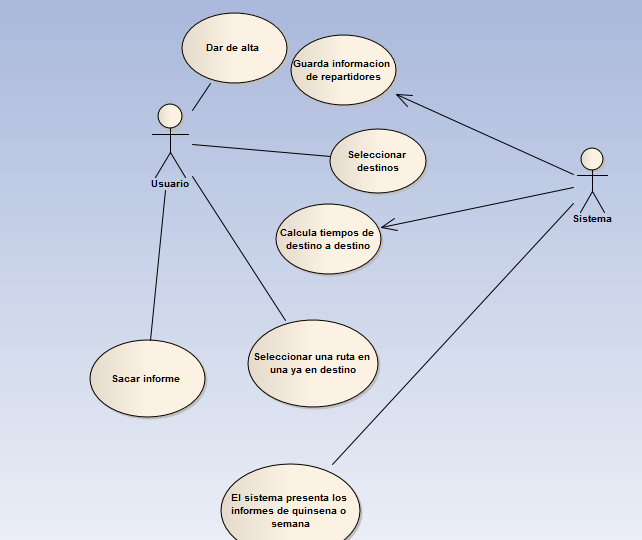 Dar de alta
Guarda informacion
de repartidores
Seleccionar
destinos
Usuario
Sistema
Calcula tiempos de
destino a destino
Seleccionar una ruta en
una ya en destino
Sacar informe
El sistema presenta los
informes de quinsena o
semana